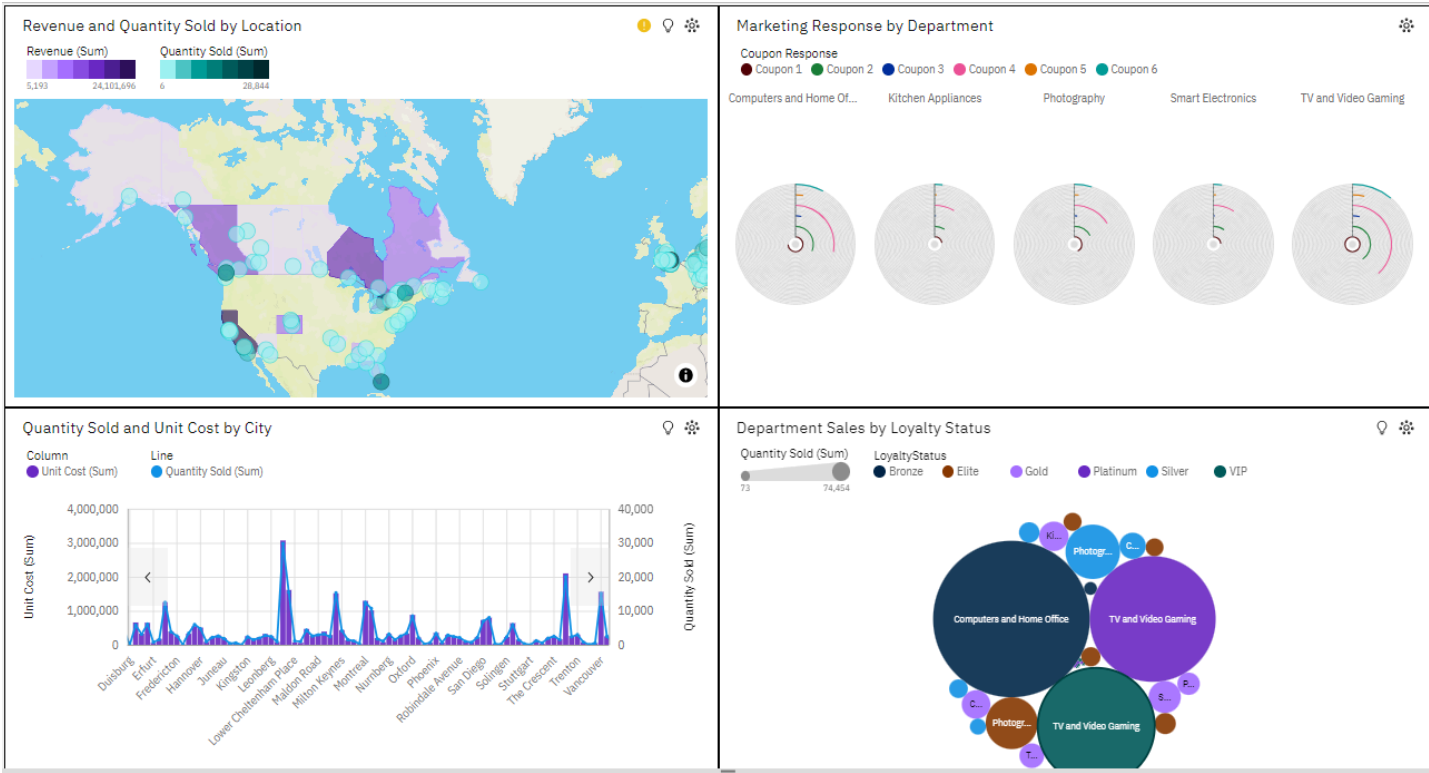 Revenue and Quantity Sold by Location
Revenue (Sum)
Quantity Sold (Sum)
5,193
24,101,696
6
28,844
Marketing Response by Department
Coupon Response
Coupon 1
Coupon 2
Coupon 3
Coupon 4
Coupon 5
Coupon 6
Computers and Home Of...
Kitchen Appliances
Photography
Smart Electronics
TV and Video Gaming
Quantity Sold and Unit Cost by City
Column
Line
Unit Cost (Sum)
Quantity Sold (Sum)
Unit Cost (Sum)
4,000,000
3,000,000
2,000,000
1,000,000
0
40,000
30,000
20,000
10,000
0
Quantity Sold (Sum)
Duisburg
Erfurt
Fredericton
Hannover
Juneau
Kingston
Leonberg
Lower Cheltenham Place
Maldon Road
Milton Keynes
Montreal
Nurnberg
Oxford
Phoenix
Robindale Avenue
San Diego
Solingen
Stuttgart
The Crescent
Trenton
Vancouver
Department Sales by Loyalty Status
Quantity Sold (Sum)
73
74,454
LoyaltyStatus
Bronze
Elite
Gold
Platinum
Silver
VIP
Ki...
Photogr...
C...
Computers and Home Office
TV and Video Gaming
P...
S...
C...
Photogr...
TV and Video Gaming
T...